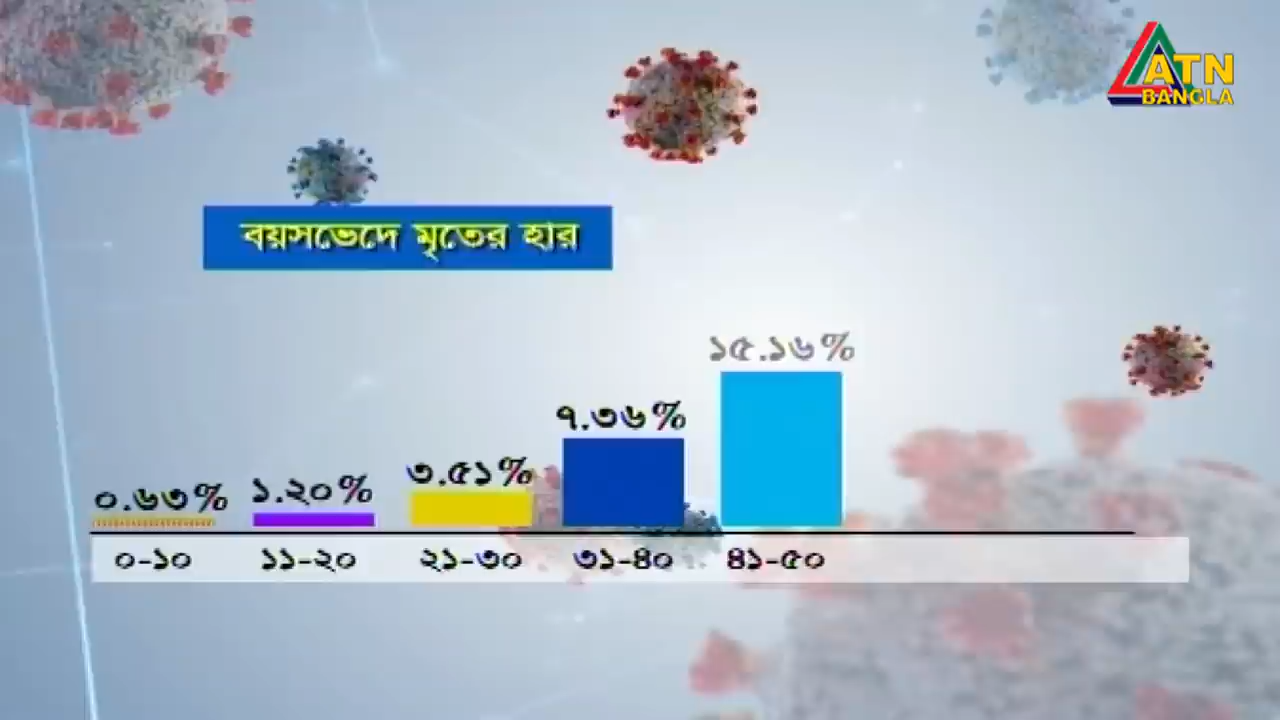 ATN
BANGLA
বয়সভেদে মৃতের হার
০.৬৩% ১.২০% ৩.৫১% ৭.৩৬% ১৫.১৬%
০-১০ ১১-২০ ২১-৩০ ৩১-৪০ ৪১-৫০